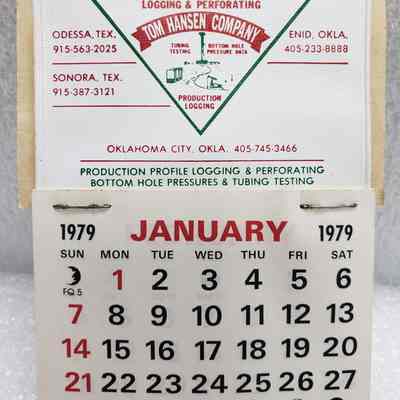 LOGGING & PERFORATING
TOM HANSEN COMPANY
ODESSA, TEX.
915-563-2025
ENID, OKLA.
405-233-8888
TUBING TESTING
BOTTOM HOLE PRESSURE DATA
SONORA, TEX.
915-387-3121
PRODUCTION
LOGGING
OKLAHOMA CITY, OKLA. 405-745-3466
PRODUCTION PROFILE LOGGING & PERFORATING
BOTTOM HOLE PRESSURES & TUBING TESTING
1979 JANUARY 1979
SUN MON TUE WED THU FRI SAT
FQ 5 1 2 3 4 5 6
7 8 9 10 11 12 13
14 15 16 17 18 19 20
21 22 23 24 25 26 27